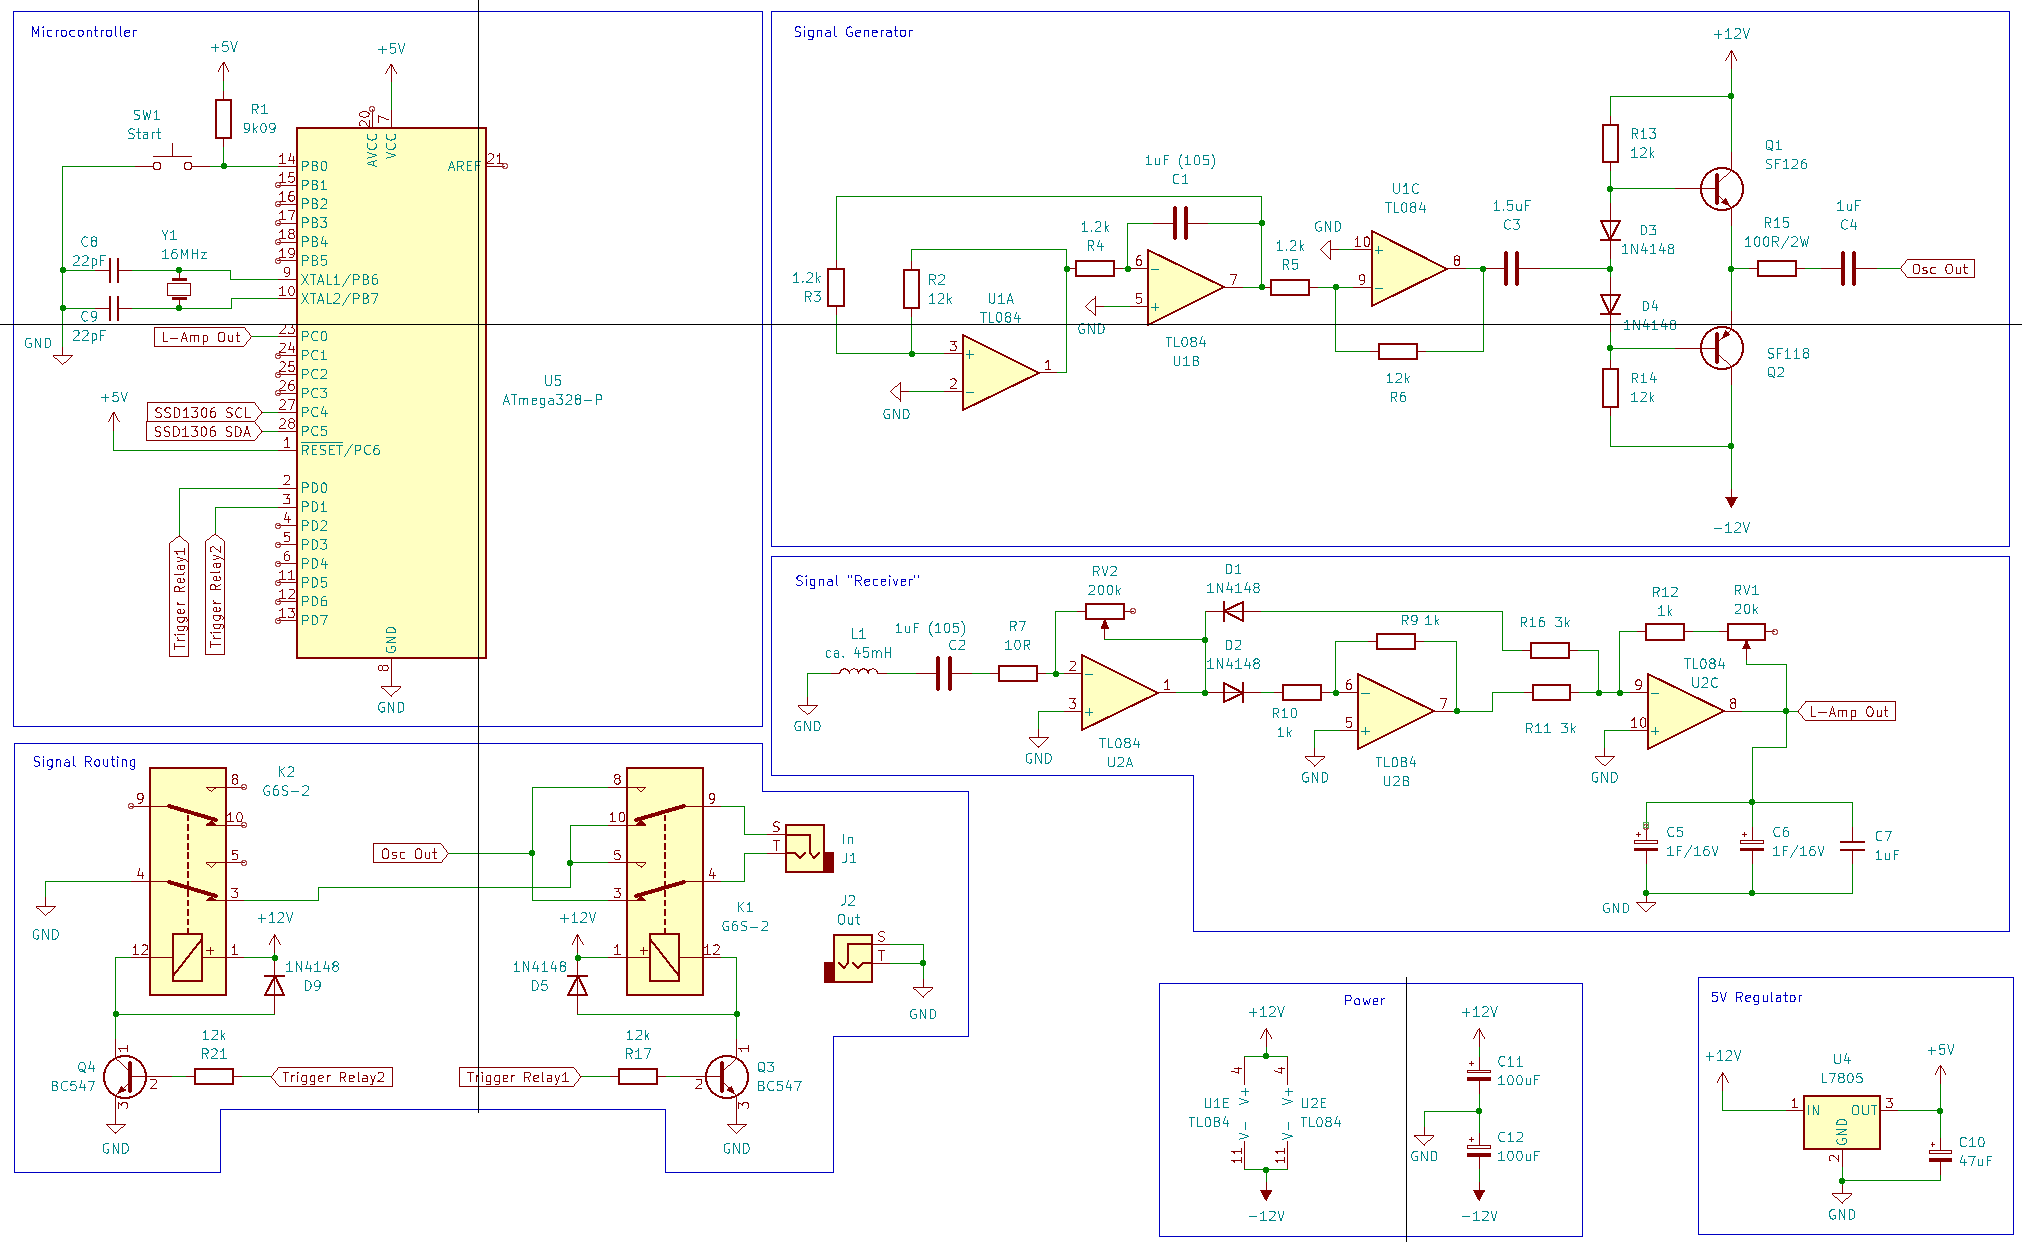 Microcontroller
+5V
+5V
R1
9k09
SW1
Start
20
7
AVCC
VCC
14
PB0
15
PB1
16
PB2
17
PB3
18
PB4
19
PB5
9
XTAL1/PB6
10
XTAL2/PB7
23
PC0
24
PC1
25
PC2
26
PC3
27
PC4
28
PC5
1
RESET/PC6
2
PD0
3
PD1
4
PD2
5
PD3
6
PD4
11
PD5
12
PD6
13
PD7
AREF
21
C8
22pF
Y1
16MHz
C9
22pF
GND
L-Amp Out
+5V
SSD1306 SCL
SSD1306 SDA
U5
ATmega328-P
Trigger Relay1
Trigger Relay2
GND
8
GND
Signal Generator
1.2k
R3
R2
12k
U1A
TL084
3
+
2
-
1
GND
1.2k
R4
1uF (105)
C1
6
-
5
+
7
GND
TL084
U1B
1.2k
R5
GND
U1C
TL084
10
+
9
-
8
12k
R6
1.5uF
C3
+12V
R13
12k
D3
1N4148
D4
1N4148
R14
12k
Q1
SF126
SF118
Q2
R15
100R/2W
1uF
C4
Osc Out
-12V
Signal "Receiver"
L1
ca. 45mH
GND
1uF (105)
C2
R7
10R
RV2
200k
2
-
3
+
1
GND
TL084
U2A
D1
1N4148
D2
1N4148
R10
1k
R9 1k
6
-
5
+
7
GND
TL084
U2B
R16 3k
R11 3k
R12
1k
RV1
20k
TL084
U2C
9
-
10
+
8
GND
L-Amp Out
+
C5
1F/16V
+
C6
1F/16V
C7
1uF
GND
Signal Routing
K2
G6S-2
9
8
10
5
4
3
12
+
1
GND
+12V
1N4148
D9
Q4
BC547
1
2
3
12k
R21
Trigger Relay2
GND
Osc Out
8
10
5
3
9
4
K1
G6S-2
1
+
12
+12V
1N4148
D5
Trigger Relay1
12k
R17
Q3
BC547
1
2
3
GND
S
T
In
J1
J2
Out
S
T
GND
Power
+12V
4
4
V+
V+
U1E
TL084
U2E
TL084
V-
V-
11
11
-12V
+12V
+
C11
100uF
GND
+
C12
100uF
-12V
5V Regulator
+12V
U4
L7805
1
IN
OUT
3
GND
2
+5V
+
C10
47uF
GND